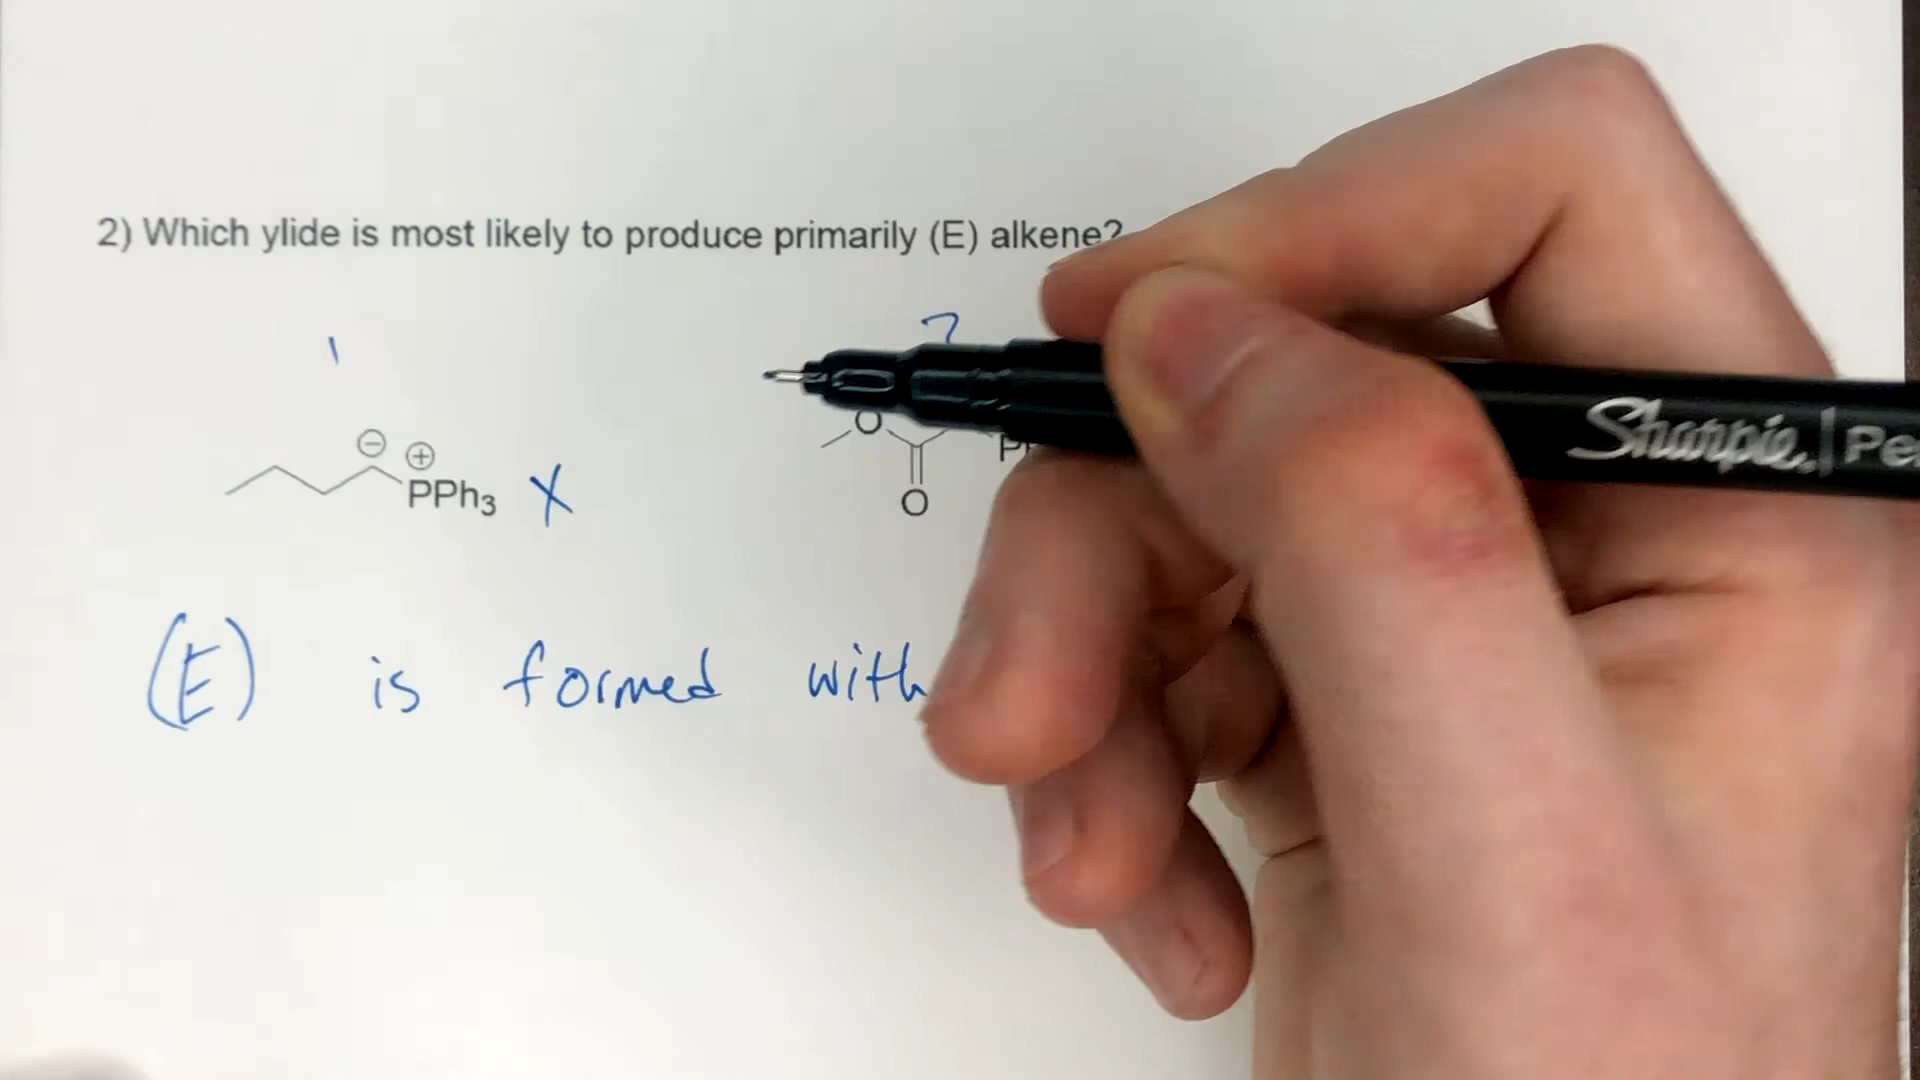 2) Which ylide is most likely to produce primarily (E) alkene?
1
2
⊖ ⊕
PPh3 X
O
O
(E) is formed with
Sharpie. Pe